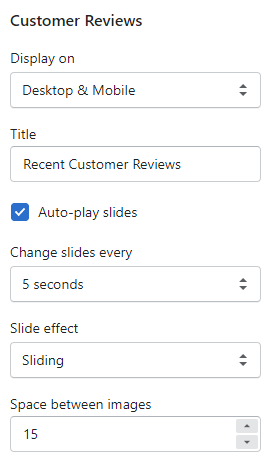 Customer Reviews
Display on
Desktop & Mobile
Title
Recent Customer Reviews
Auto-play slides
Change slides every
5 seconds
Slide effect
Sliding
Space between images
15